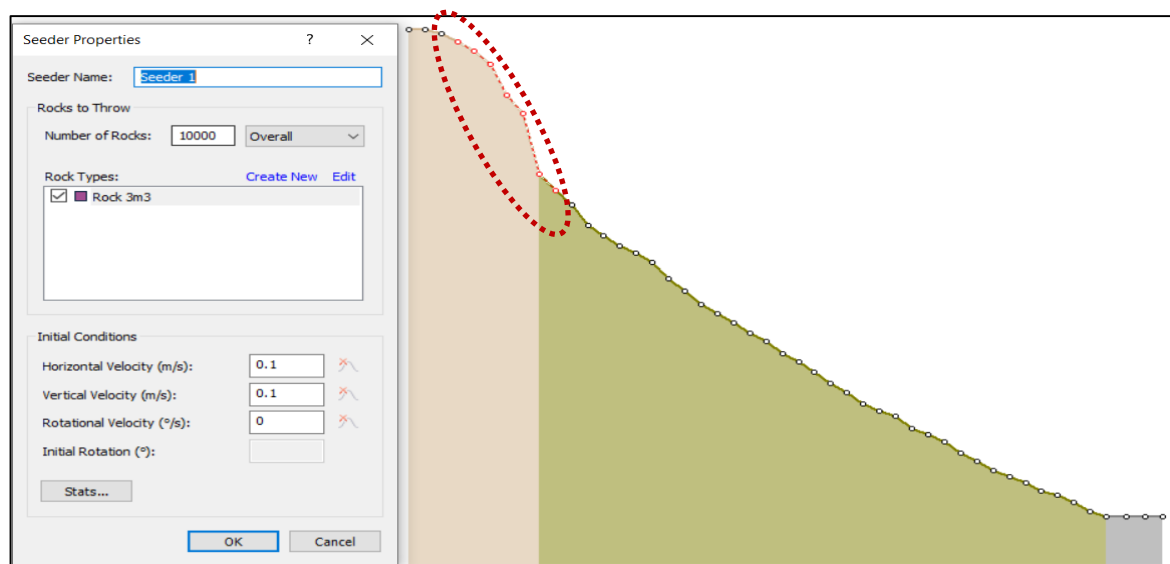 Seeder Properties ? ×
Seeder Name: Seeder 1
Rocks to Throw
Number of Rocks: 10000 Overall
Rock Types: Create New Edit
Rock 3m3
Initial Conditions
Horizontal Velocity (m/s): 0.1
Vertical Velocity (m/s): 0.1
Rotational Velocity (°/s): 0
Initial Rotation (°):
Stats...
OK Cancel